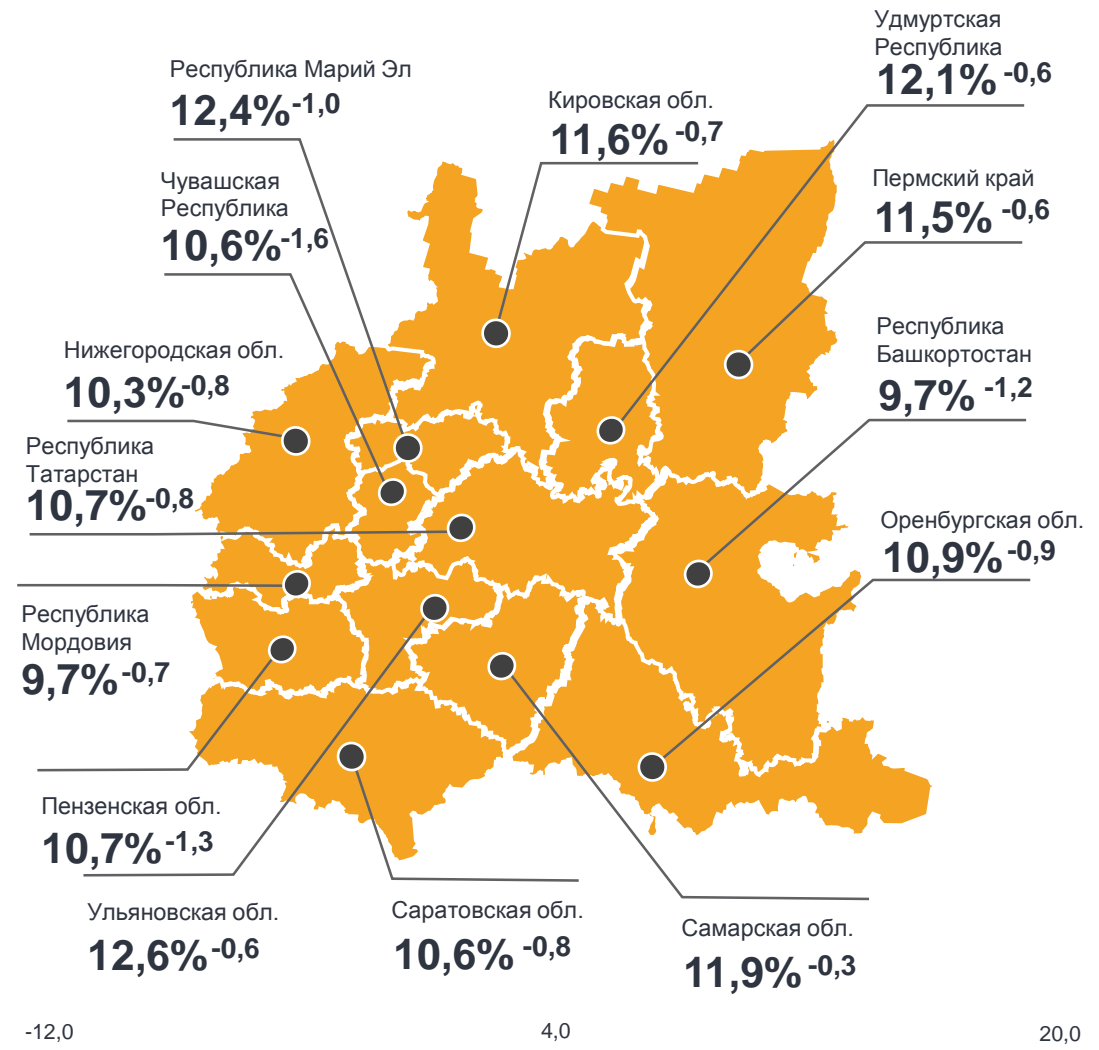 Удмуртская
Республика
12,1% -0,6
Республика Марий Эл
12,4% -1,0
Кировская обл.
11,6% -0,7
Чувашская
Республика
10,6% -1,6
Пермский край
11,5% -0,6
Нижегородская обл.
10,3% -0,8
Республика
Башкортостан
9,7% -1,2
Республика
Татарстан
10,7% -0,8
Оренбургская обл.
10,9% -0,9
Республика
Мордовия
9,7% -0,7
Пензенская обл.
10,7% -1,3
Ульяновская обл.
12,6% -0,6
Саратовская обл.
10,6% -0,8
Самарская обл.
11,9% -0,3
-12,0 4,0 20,0